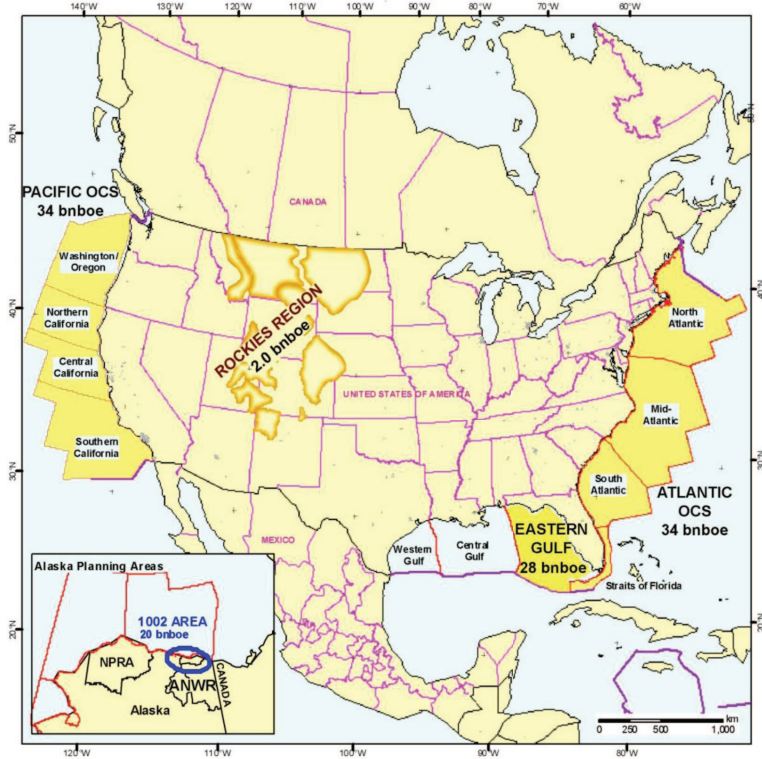 140°W 130°W 120°W 110°W 100°W 90°W 80°W 70°W 60°W
50°N
PACIFIC OCS
34 bnboe
CANADA
Washington/
Oregon
40°N
40°N
Northern
California
Central
California
Southern
California
ROCKIES REGION
2.0 bnboe
UNITED STATES OF AMERICA
North
Atlantic
Mid-
Atlantic
South
Atlantic
30°N
30°N
ATLANTIC
OCS
34 bnboe
EASTERN
GULF
28 bnboe
Western
Gulf
Central
Gulf
MEXICO
Straits of Florida
Alaska Planning Areas
1002 AREA
20 bnboe
NPRA
ANWR
CANADA
Alaska
20°N
20°N
km
0 250 500 1,000
120°W 110°W 100°W 90°W 80°W